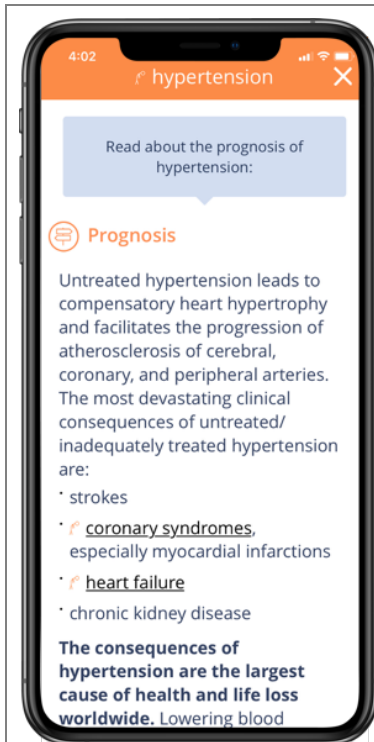 4:02
hypertension
Read about the prognosis of
hypertension:
Prognosis
Untreated hypertension leads to
compensatory heart hypertrophy
and facilitates the progression of
atherosclerosis of cerebral,
coronary, and peripheral arteries.
The most devastating clinical
consequences of untreated/
inadequately treated hypertension
are:
· strokes
· coronary syndromes,
especially myocardial infarctions
· heart failure
· chronic kidney disease
The consequences of
hypertension are the largest
cause of health and life loss
worldwide. Lowering blood